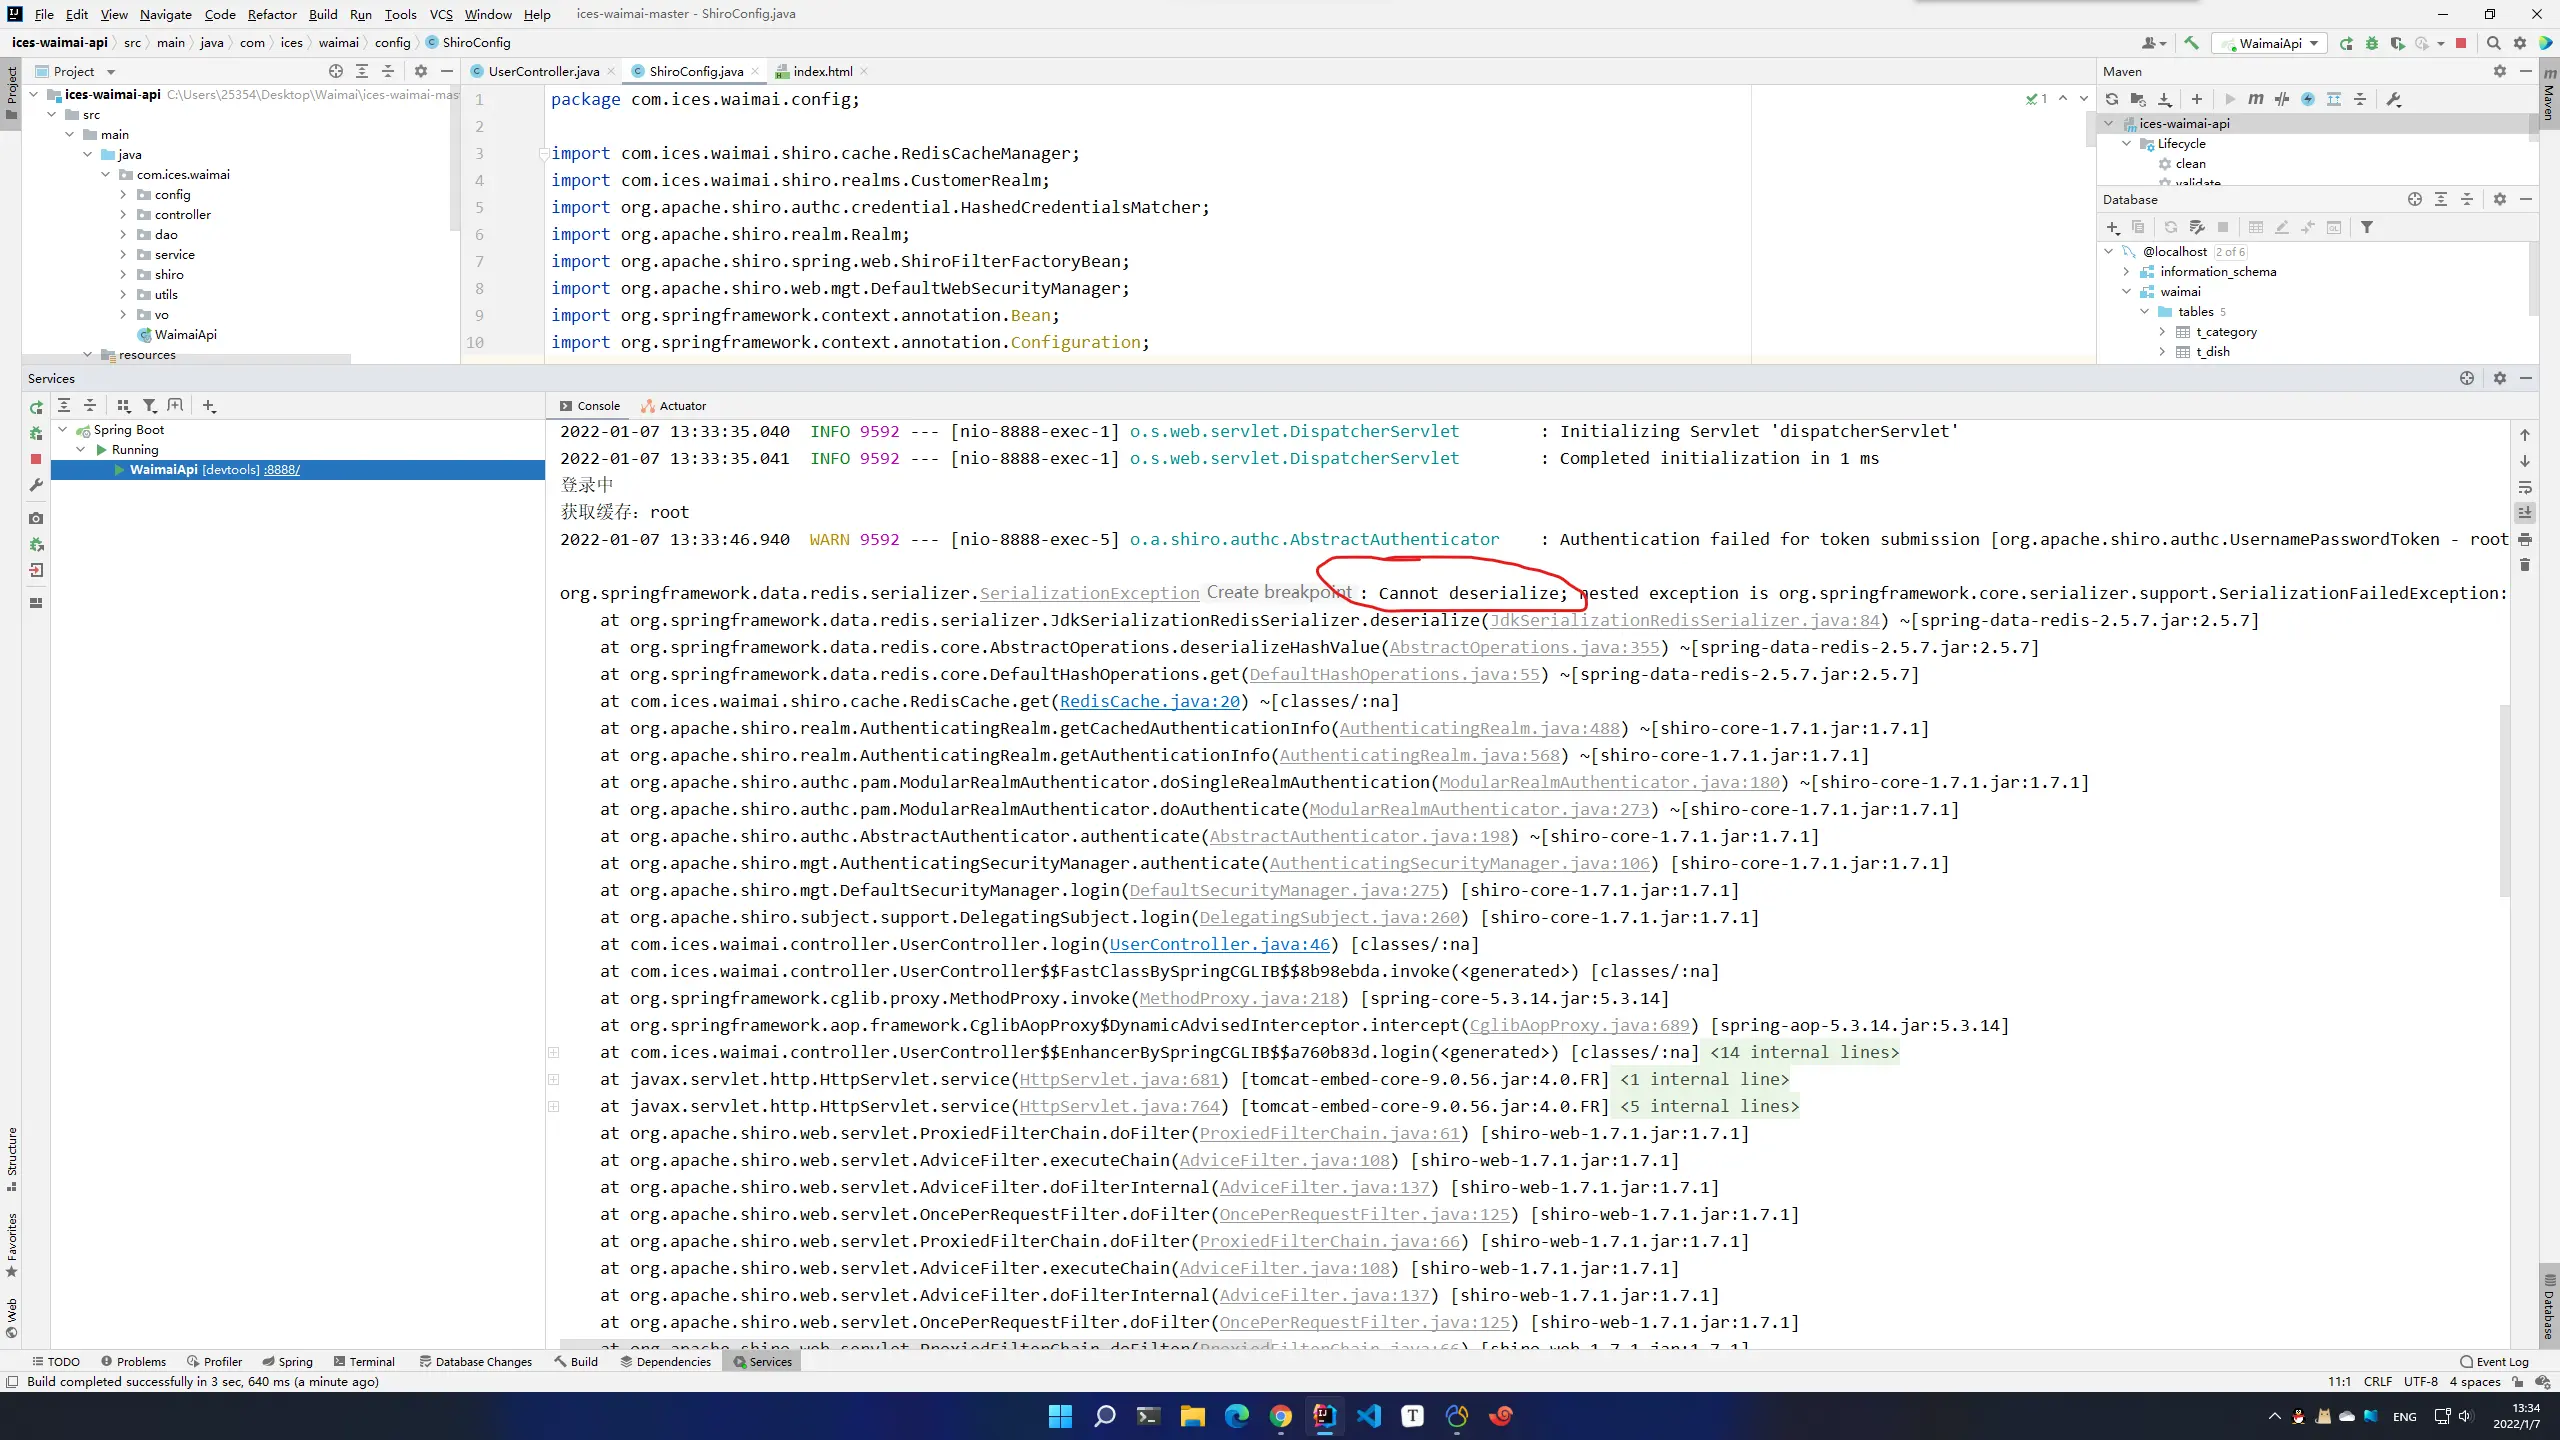 File Edit View Navigate Code Refactor Build Run Tools VCS Window Help ices-waimai-master - ShiroConfig.java
ices-waimai-api src main java com ices waimai config ShiroConfig WaimaiApi
Project
UserController.java ShiroConfig.java index.html
Maven
ices-waimai-api C:\Users\25354\Desktop\Waimai\ices-waimai-mas
src
main
java
com.ices.waimai
config
controller
dao
service
shiro
utils
vo
WaimaiApi
resources
1 package com.ices.waimai.config;
2
3 import com.ices.waimai.shiro.cache.RedisCacheManager;
4 import com.ices.waimai.shiro.realms.CustomerRealm;
5 import org.apache.shiro.authc.credential.HashedCredentialsMatcher;
6 import org.apache.shiro.realm.Realm;
7 import org.apache.shiro.spring.web.ShiroFilterFactoryBean;
8 import org.apache.shiro.web.mgt.DefaultWebSecurityManager;
9 import org.springframework.context.annotation.Bean;
10 import org.springframework.context.annotation.Configuration;
1
ices-waimai-api
Lifecycle
clean
validate
Database
@localhost 2 of 6
information_schema
waimai
tables 5
t_category
t_dish
Services
Spring Boot
Running
WaimaiApi [devtools] :8888/
Console Actuator
2022-01-07 13:33:35.040 INFO 9592 --- [nio-8888-exec-1] o.s.web.servlet.DispatcherServlet : Initializing Servlet 'dispatcherServlet'
2022-01-07 13:33:35.041 INFO 9592 --- [nio-8888-exec-1] o.s.web.servlet.DispatcherServlet : Completed initialization in 1 ms
登录中
获取缓存: root
2022-01-07 13:33:46.940 WARN 9592 --- [nio-8888-exec-5] o.a.shiro.authc.AbstractAuthenticator : Authentication failed for token submission [org.apache.shiro.authc.UsernamePasswordToken - root
org.springframework.data.redis.serializer.SerializationException Create breakpoint : Cannot deserialize; nested exception is org.springframework.core.serializer.support.SerializationFailedException:
at org.springframework.data.redis.serializer.JdkSerializationRedisSerializer.deserialize(JdkSerializationRedisSerializer.java:84) ~[spring-data-redis-2.5.7.jar:2.5.7]
at org.springframework.data.redis.core.AbstractOperations.deserializeHashValue(AbstractOperations.java:355) ~[spring-data-redis-2.5.7.jar:2.5.7]
at org.springframework.data.redis.core.DefaultHashOperations.get(DefaultHashOperations.java:55) ~[spring-data-redis-2.5.7.jar:2.5.7]
at com.ices.waimai.shiro.cache.RedisCache.get(RedisCache.java:20) ~[classes/:na]
at org.apache.shiro.realm.AuthenticatingRealm.getCachedAuthenticationInfo(AuthenticatingRealm.java:488) ~[shiro-core-1.7.1.jar:1.7.1]
at org.apache.shiro.realm.AuthenticatingRealm.getAuthenticationInfo(AuthenticatingRealm.java:568) ~[shiro-core-1.7.1.jar:1.7.1]
at org.apache.shiro.authc.pam.ModularRealmAuthenticator.doSingleRealmAuthentication(ModularRealmAuthenticator.java:180) ~[shiro-core-1.7.1.jar:1.7.1]
at org.apache.shiro.authc.pam.ModularRealmAuthenticator.doAuthenticate(ModularRealmAuthenticator.java:273) ~[shiro-core-1.7.1.jar:1.7.1]
at org.apache.shiro.authc.AbstractAuthenticator.authenticate(AbstractAuthenticator.java:198) ~[shiro-core-1.7.1.jar:1.7.1]
at org.apache.shiro.mgt.AuthenticatingSecurityManager.authenticate(AuthenticatingSecurityManager.java:106) [shiro-core-1.7.1.jar:1.7.1]
at org.apache.shiro.mgt.DefaultSecurityManager.login(DefaultSecurityManager.java:275) [shiro-core-1.7.1.jar:1.7.1]
at org.apache.shiro.subject.support.DelegatingSubject.login(DelegatingSubject.java:260) [shiro-core-1.7.1.jar:1.7.1]
at com.ices.waimai.controller.UserController.login(UserController.java:46) [classes/:na]
at com.ices.waimai.controller.UserController$$FastClassBySpringCGLIB$$8b98ebda.invoke(<generated>) [classes/:na]
at org.springframework.cglib.proxy.MethodProxy.invoke(MethodProxy.java:218) [spring-core-5.3.14.jar:5.3.14]
at org.springframework.aop.framework.CglibAopProxy$DynamicAdvisedInterceptor.intercept(CglibAopProxy.java:689) [spring-aop-5.3.14.jar:5.3.14]
at com.ices.waimai.controller.UserController$$EnhancerBySpringCGLIB$$a760b83d.login(<generated>) [classes/:na] <14 internal lines>
at javax.servlet.http.HttpServlet.service(HttpServlet.java:681) [tomcat-embed-core-9.0.56.jar:4.0.FR] <1 internal line>
at javax.servlet.http.HttpServlet.service(HttpServlet.java:764) [tomcat-embed-core-9.0.56.jar:4.0.FR] <5 internal lines>
at org.apache.shiro.web.servlet.ProxiedFilterChain.doFilter(ProxiedFilterChain.java:61) [shiro-web-1.7.1.jar:1.7.1]
at org.apache.shiro.web.servlet.AdviceFilter.executeChain(AdviceFilter.java:108) [shiro-web-1.7.1.jar:1.7.1]
at org.apache.shiro.web.servlet.AdviceFilter.doFilterInternal(AdviceFilter.java:137) [shiro-web-1.7.1.jar:1.7.1]
at org.apache.shiro.web.servlet.OncePerRequestFilter.doFilter(OncePerRequestFilter.java:125) [shiro-web-1.7.1.jar:1.7.1]
at org.apache.shiro.web.servlet.ProxiedFilterChain.doFilter(ProxiedFilterChain.java:66) [shiro-web-1.7.1.jar:1.7.1]
at org.apache.shiro.web.servlet.AdviceFilter.executeChain(AdviceFilter.java:108) [shiro-web-1.7.1.jar:1.7.1]
at org.apache.shiro.web.servlet.AdviceFilter.doFilterInternal(AdviceFilter.java:137) [shiro-web-1.7.1.jar:1.7.1]
at org.apache.shiro.web.servlet.OncePerRequestFilter.doFilter(OncePerRequestFilter.java:125) [shiro-web-1.7.1.jar:1.7.1]
at org.apache.shiro.web.servlet.ProxiedFilterChain.doFilter(ProxiedFilterChain.java:66) [shiro-web-1.7.1.jar:1.7.1]
Project
Structure
Favorites
Web
Maven
Database
TODO Problems Profiler Spring Terminal Database Changes Build Dependencies Services Event Log
Build completed successfully in 3 sec, 640 ms (a minute ago) 11:1 CRLF UTF-8 4 spaces
ENG 13:34
2022/1/7